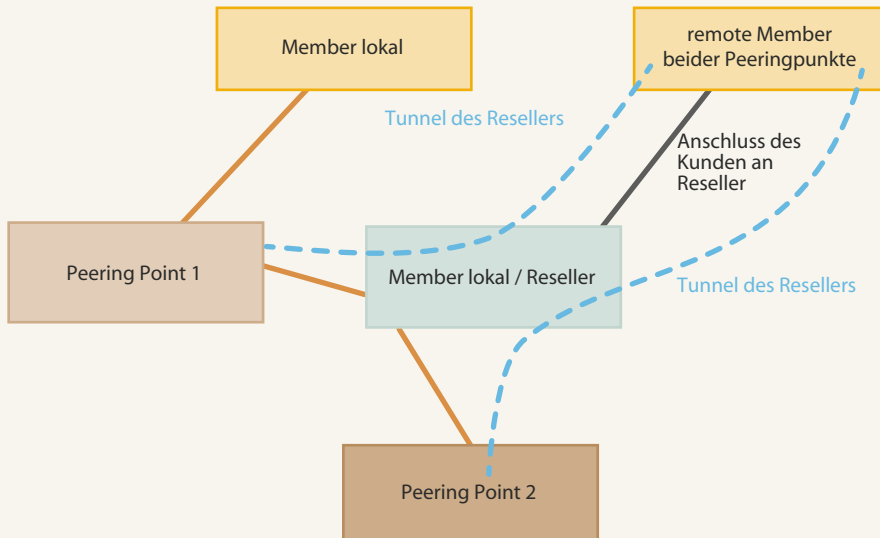 Member lokal
remote Member
beider Peeringpunkte
Tunnel des Resellers
Anschluss des
Kunden an
Reseller
Peering Point 1
Member lokal / Reseller
Tunnel des Resellers
Peering Point 2